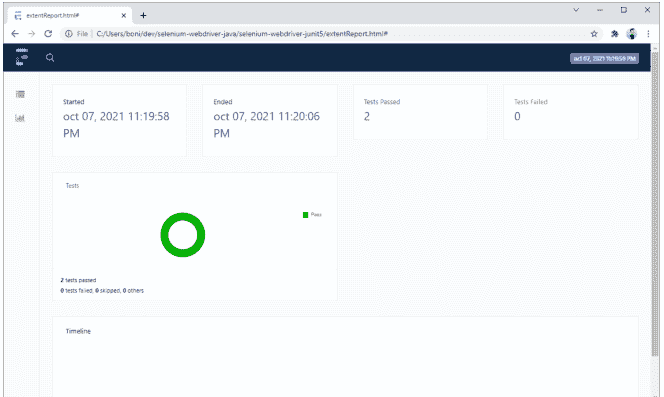 extentReport.html#
File
C:/Users/boni/dev/selenium-webdriver-java/selenium-webdriver-junit5/extentReport.html#
oct 07, 2021 11:19:59 PM
Started
oct 07, 2021 11:19:58
PM
Ended
oct 07, 2021 11:20:06
PM
Tests Passed
2
Tests Failed
0
Tests
Pass
2 tests passed
0 tests failed, 0 skipped, 0 others
Timeline